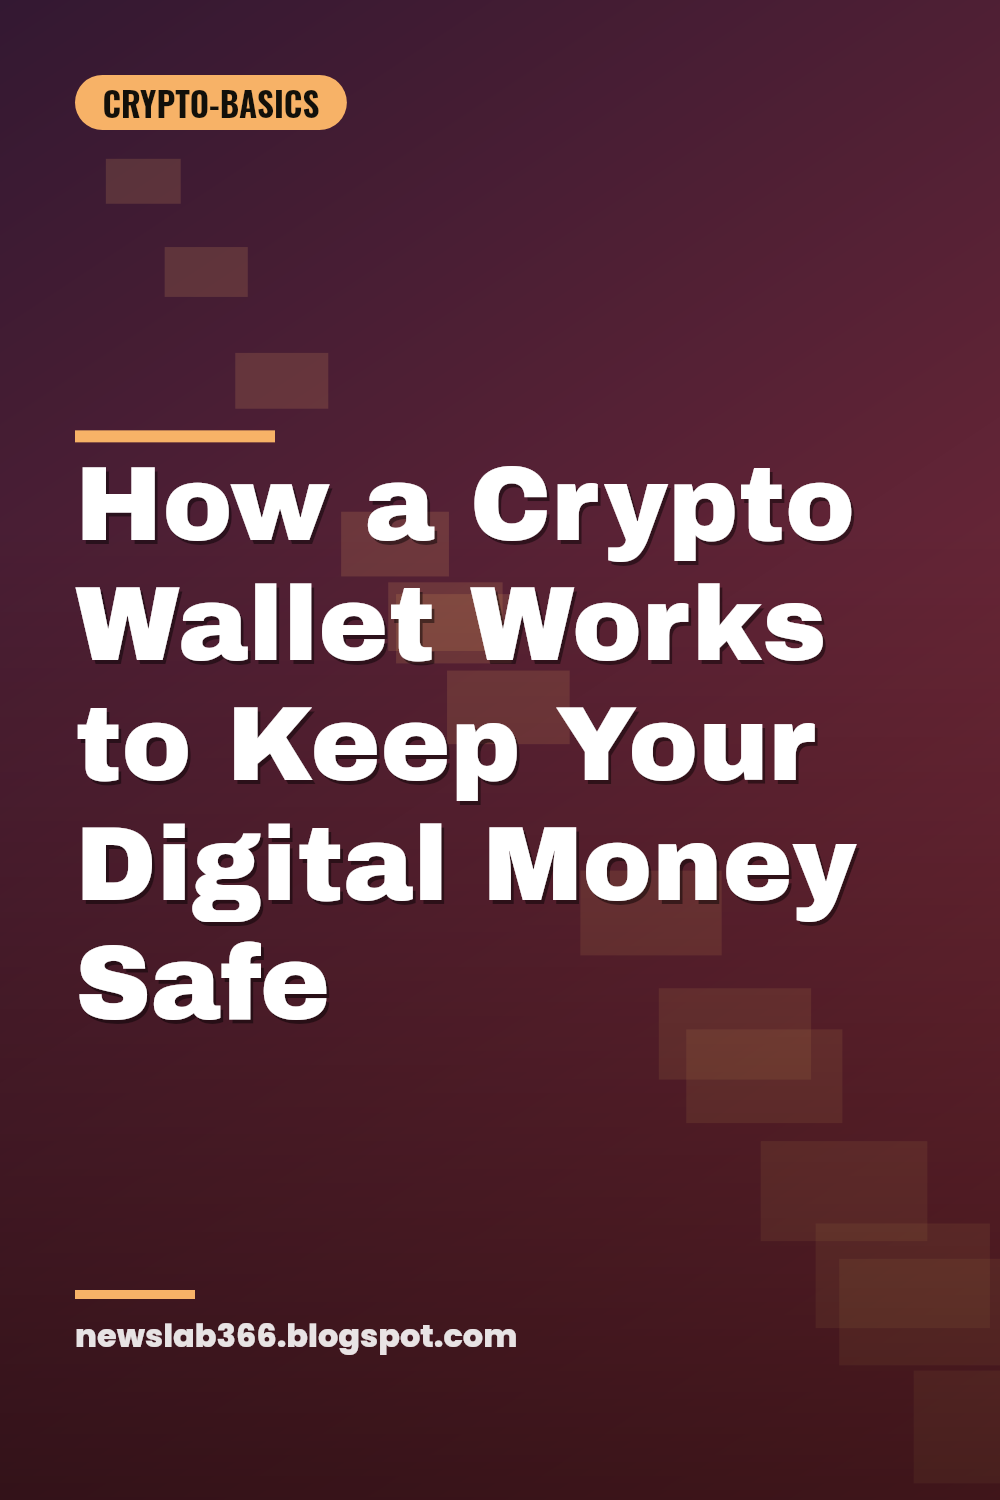 CRYPTO-BASICS
How a Crypto
Wallet Works
to Keep Your
Digital Money
Safe
newslab366.blogspot.com